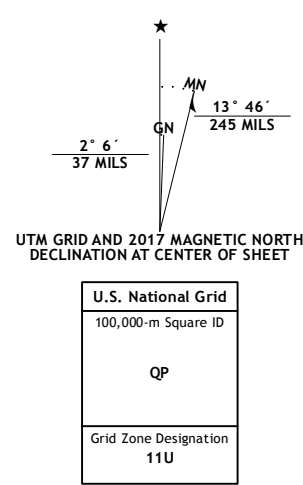 ★
MN
GN
13° 46´
245 MILS
2° 6´
37 MILS
UTM GRID AND 2017 MAGNETIC NORTH
DECLINATION AT CENTER OF SHEET
U.S. National Grid
100,000-m Square ID
QP
Grid Zone Designation
11U